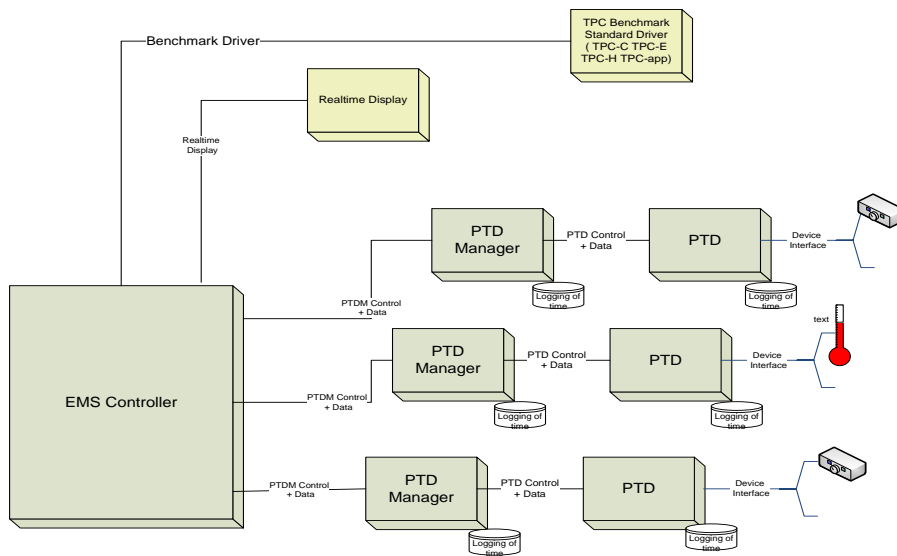 TPC Benchmark
Standard Driver
( TPC-C TPC-E
TPC-H TPC-app)
Benchmark Driver
Realtime Display
Realtime
Display
PTD
Manager
PTD Control
+ Data
PTD
Device
Interface
Logging of
time
Logging of
time
PTDM Control
+ Data
text
PTD
Manager
PTD Control
+ Data
PTD
Device
Interface
EMS Controller
PTDM Control
+ Data
Logging of
time
Logging of
time
PTD
Manager
PTD Control
+ Data
PTD
Device
Interface
PTDM Control
+ Data
Logging of
time
Logging of
time